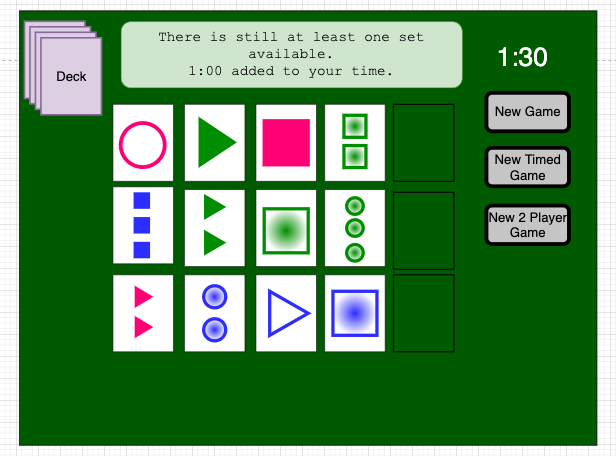 There is still at least one set
available.
1:00 added to your time.
1:30
Deck
New Game
New Timed
Game
New 2 Player
Game